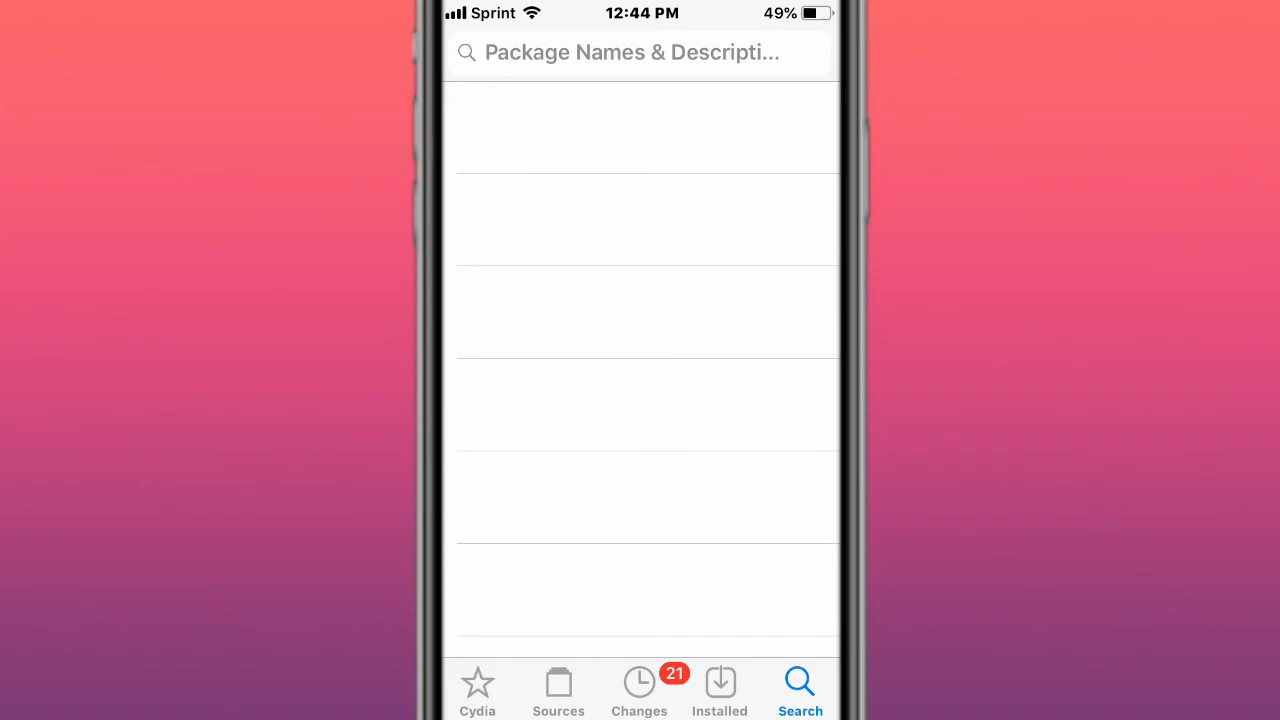 Sprint 12:44 PM 49%
Package Names & Descripti...
21
Cydia Sources Changes Installed Search